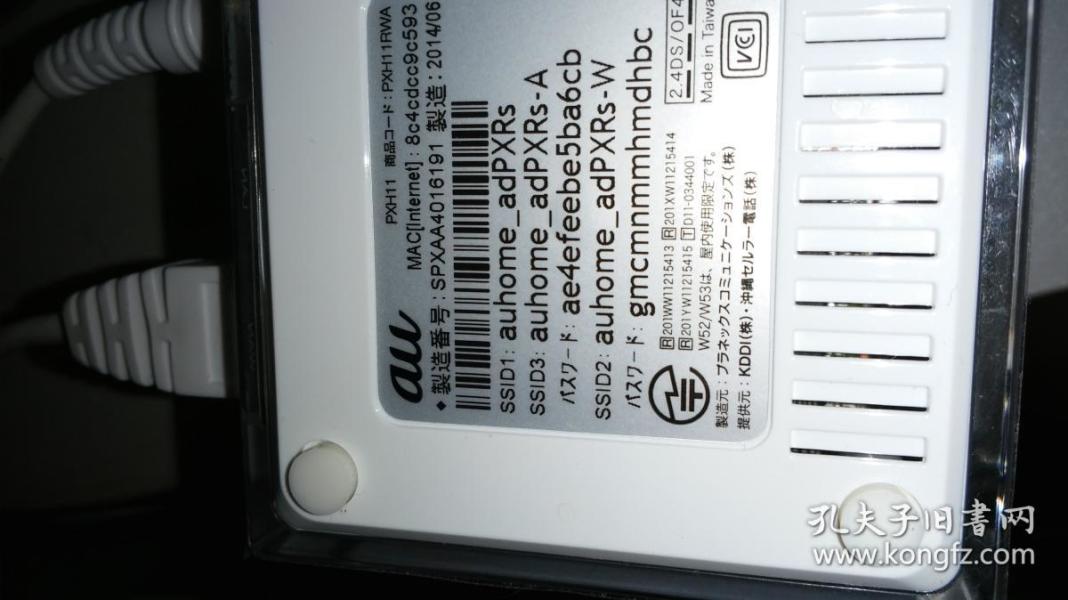 PXH11 商品コード:PXH11RWA
au
MAC[Internet]:8c4cdcc9c593
◆製造番号:SPXAA4016191 製造:2014/06
SSID1:auhome_adPXRs
SSID3:auhome_adPXRs-A
パスワード:ae4efeebe5ba6cb
SSID2:auhome_adPXRs-W
パスワード:gmcmnmmhmdhbc
R 201WW11215413 R 201XW11215414
R 201YW11215415 T D11-0344001
W52/W53は、屋内使用限定です。
製造元:プラネックスコミュニケーションズ(株)
提供元:KDDI(株)・沖縄セルラー電話(株)
2.4DS/OF4
Made in Taiwan
VCI
孔夫子旧書网
www.kongfz.com